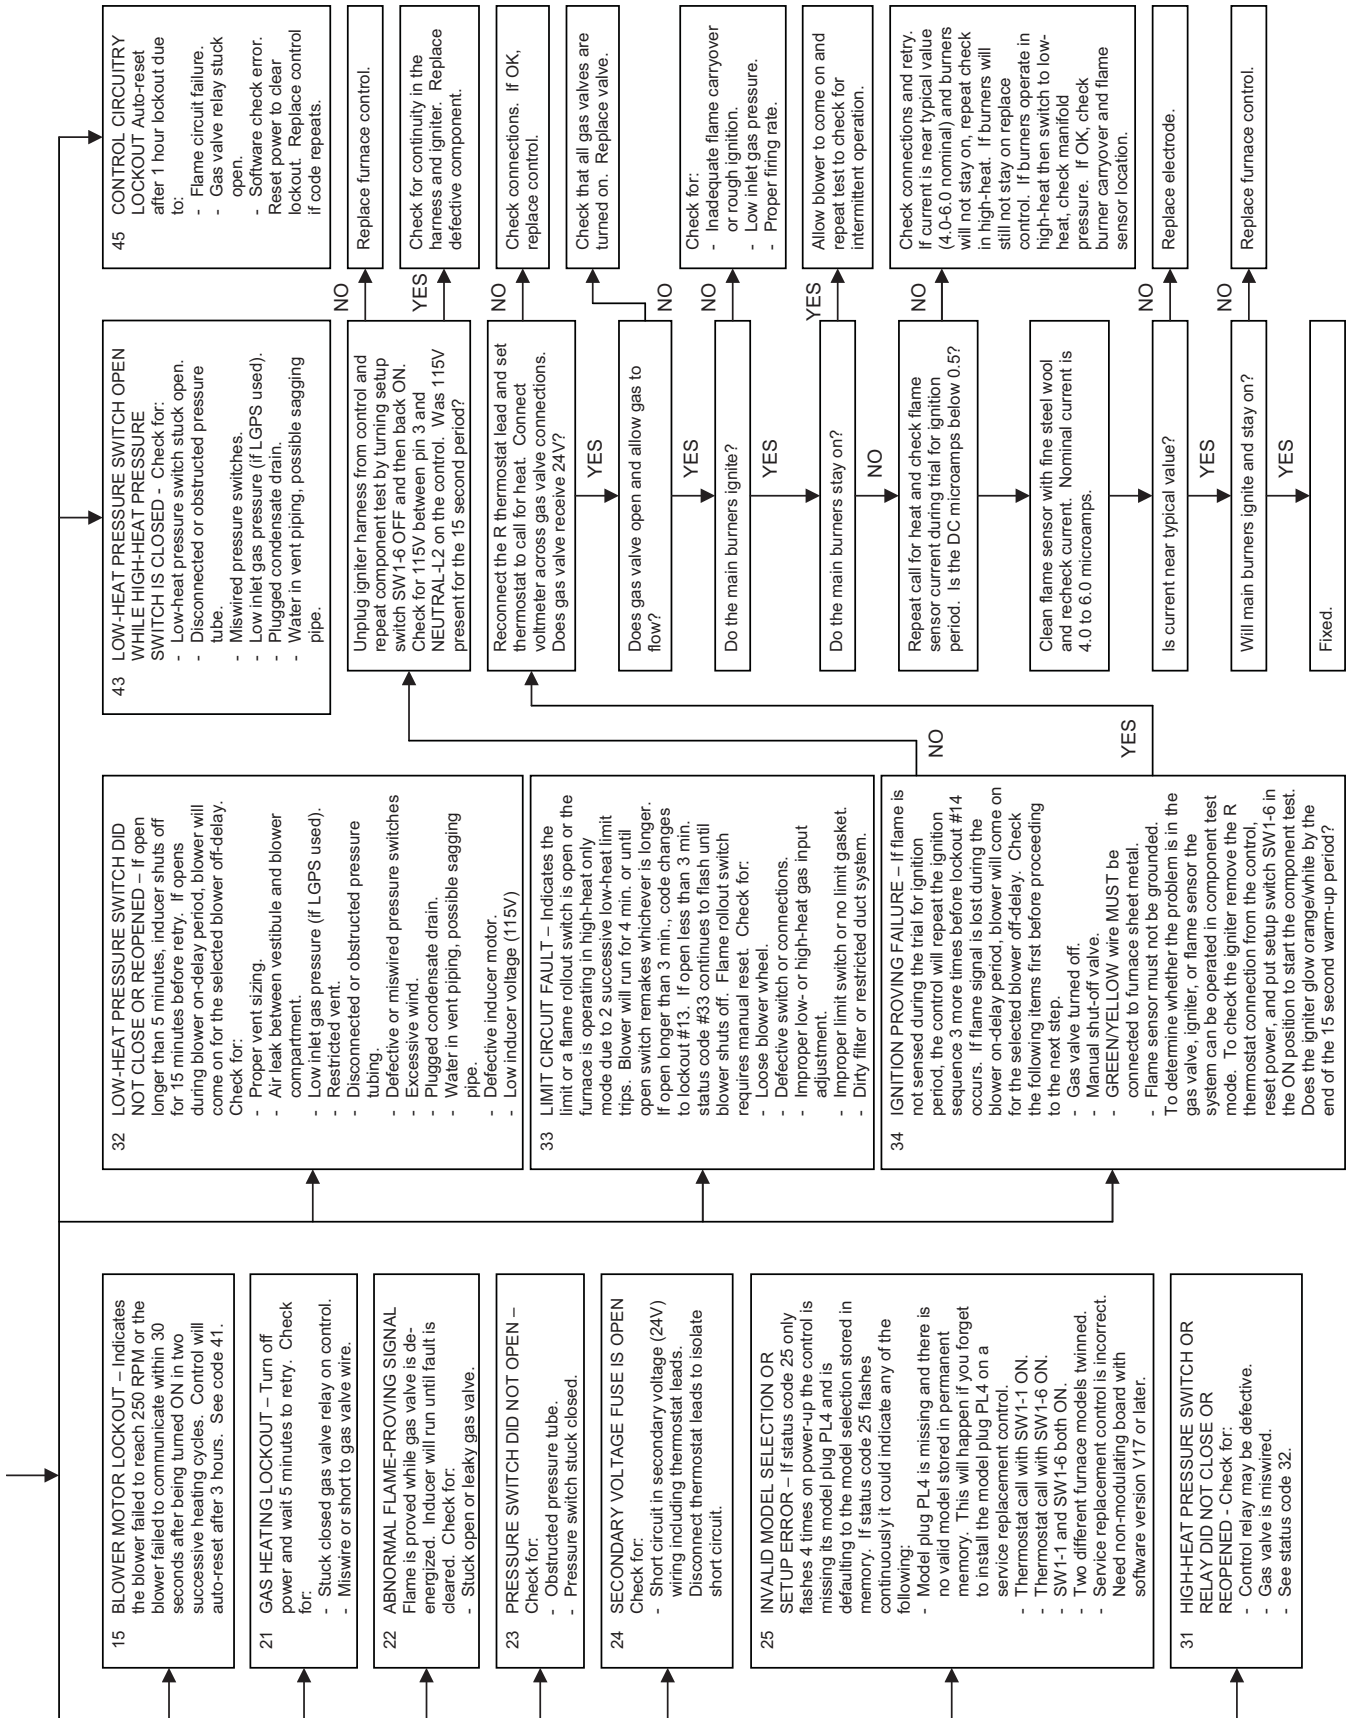 15 BLOWER MOTOR LOCKOUT – Indicates
the blower failed to reach 250 RPM or the
blower failed to communicate within 30
seconds after being turned ON in two
successive heating cycles. Control will
auto-reset after 3 hours. See code 41.
21 GAS HEATING LOCKOUT – Turn off
power and wait 5 minutes to retry. Check
for:
- Stuck closed gas valve relay on control.
- Miswire or short to gas valve wire.
22 ABNORMAL FLAME-PROVING SIGNAL
Flame is proved while gas valve is de-
energized. Inducer will run until fault is
cleared. Check for:
- Stuck open or leaky gas valve.
23 PRESSURE SWITCH DID NOT OPEN –
Check for:
- Obstructed pressure tube.
- Pressure switch stuck closed.
24 SECONDARY VOLTAGE FUSE IS OPEN
Check for:
- Short circuit in secondary voltage (24V)
wiring including thermostat leads.
Disconnect thermostat leads to isolate
short circuit.
25 INVALID MODEL SELECTION OR
SETUP ERROR – If status code 25 only
flashes 4 times on power-up the control is
missing its model plug PL4 and is
defaulting to the model selection stored in
memory. If status code 25 flashes
continuously it could indicate any of the
following:
- Model plug PL4 is missing and there is
no valid model stored in permanent
memory. This will happen if you forget
to install the model plug PL4 on a
service replacement control.
- Thermostat call with SW1-1 ON.
- Thermostat call with SW1-6 ON.
- SW1-1 and SW1-6 both ON.
- Two different furnace models twinned.
- Service replacement control is incorrect.
Need non-modulating board with
software version V17 or later.
31 HIGH-HEAT PRESSURE SWITCH OR
RELAY DID NOT CLOSE OR
REOPENED - Check for:
- Control relay may be defective.
- Gas valve is miswired.
- See status code 32.
32 LOW-HEAT PRESSURE SWITCH DID
NOT CLOSE OR REOPENED – If open
longer than 5 minutes, inducer shuts off
for 15 minutes before retry. If opens
during blower on-delay period, blower will
come on for the selected blower off-delay.
Check for:
- Proper vent sizing.
- Air leak between vestibule and blower
compartment.
- Low inlet gas pressure (if LGPS used).
- Restricted vent.
- Disconnected or obstructed pressure
tubing.
- Defective or miswired pressure switches
- Excessive wind.
- Plugged condensate drain.
- Water in vent piping, possible sagging
pipe.
- Defective inducer motor.
- Low inducer voltage (115V)
33 LIMIT CIRCUIT FAULT – Indicates the
limit or a flame rollout switch is open or the
furnace is operating in high-heat only
mode due to 2 successive low-heat limit
trips. Blower will run for 4 min. or until
open switch remakes whichever is longer.
If open longer than 3 min., code changes
to lockout #13. If open less than 3 min.
status code #33 continues to flash until
blower shuts off. Flame rollout switch
requires manual reset. Check for:
- Loose blower wheel.
- Defective switch or connections.
- Improper low- or high-heat gas input
adjustment.
- Improper limit switch or no limit gasket.
- Dirty filter or restricted duct system.
34 IGNITION PROVING FAILURE – If flame is
not sensed during the trial for ignition
period, the control will repeat the ignition
sequence 3 more times before lockout #14
occurs. If flame signal is lost during the
blower on-delay period, blower will come on
for the selected blower off-delay. Check
the following items first before proceeding
to the next step.
- Gas valve turned off.
- Manual shut-off valve.
- GREEN/YELLOW wire MUST be
connected to furnace sheet metal.
- Flame sensor must not be grounded.
To determine whether the problem is in the
gas valve, igniter, or flame sensor the
system can be operated in component test
mode. To check the igniter remove the R
thermostat connection from the control,
reset power, and put setup switch SW1-6 in
the ON position to start the component test.
Does the igniter glow orange/white by the
end of the 15 second warm-up period?
NO
YES
43 LOW-HEAT PRESSURE SWITCH OPEN
WHILE HIGH-HEAT PRESSURE
SWITCH IS CLOSED - Check for:
- Low-heat pressure switch stuck open.
- Disconnected or obstructed pressure
tube.
- Miswired pressure switches.
- Low inlet gas pressure (if LGPS used).
- Plugged condensate drain.
- Water in vent piping, possible sagging
pipe.
45 CONTROL CIRCUITRY
LOCKOUT Auto-reset
after 1 hour lockout due
to:
- Flame circuit failure.
- Gas valve relay stuck
open.
- Software check error.
Reset power to clear
lockout. Replace control
if code repeats.
Unplug igniter harness from control and
repeat component test by turning setup
switch SW1-6 OFF and then back ON.
Check for 115V between pin 3 and
NEUTRAL-L2 on the control. Was 115V
present for the 15 second period?
NO
Replace furnace control.
YES
Check for continuity in the
harness and igniter. Replace
defective component.
Reconnect the R thermostat lead and set
thermostat to call for heat. Connect
voltmeter across gas valve connections.
Does gas valve receive 24V?
NO
Check connections. If OK,
replace control.
YES
Does gas valve open and allow gas to
flow?
NO
Check that all gas valves are
turned on. Replace valve.
YES
Do the main burners ignite?
NO
Check for:
- Inadequate flame carryover
or rough ignition.
- Low inlet gas pressure.
- Proper firing rate.
YES
Do the main burners stay on?
YES
Allow blower to come on and
repeat test to check for
intermittent operation.
NO
Repeat call for heat and check flame
sensor current during trial for ignition
period. Is the DC microamps below 0.5?
NO
Check connections and retry.
If current is near typical value
(4.0-6.0 nominal) and burners
will not stay on, repeat check
in high-heat. If burners will
still not stay on replace
control. If burners operate in
high-heat then switch to low-
heat, check manifold
pressure. If OK, check
burner carryover and flame
sensor location.
Clean flame sensor with fine steel wool
and recheck current. Nominal current is
4.0 to 6.0 microamps.
Is current near typical value?
NO
Replace electrode.
YES
Will main burners ignite and stay on?
NO
Replace furnace control.
YES
Fixed.